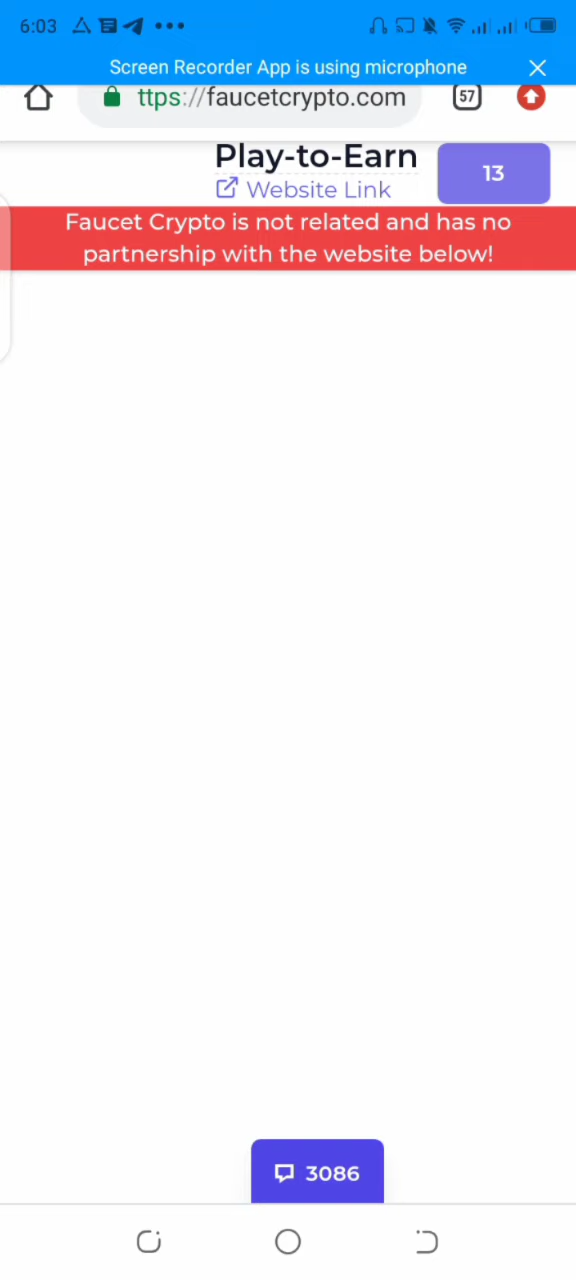 6:03
Screen Recorder App is using microphone
ttps://faucetcrypto.com
57
Play-to-Earn
Website Link
13
Faucet Crypto is not related and has no
partnership with the website below!
3086